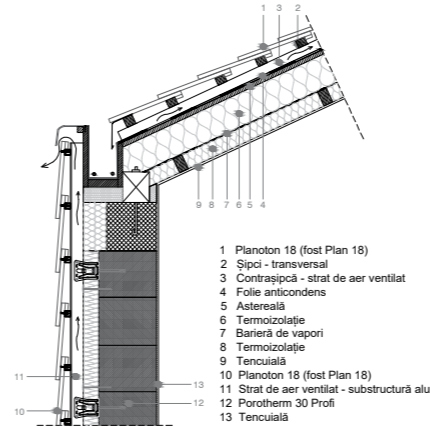 1 2 3
9 8 7 6 5 4
1 Planoton 18 (fost Plan 18)
2 Șipci - transversal
3 Contrașipcă - strat de aer ventilat
4 Folie anticondens
5 Astereală
6 Termoizolație
7 Barieră de vapori
8 Termoizolație
9 Tencuială
10 Planoton 18 (fost Plan 18)
11 Strat de aer ventilat - substructură alu
12 Porotherm 30 Profi
13 Tencuială
11 13
10 12